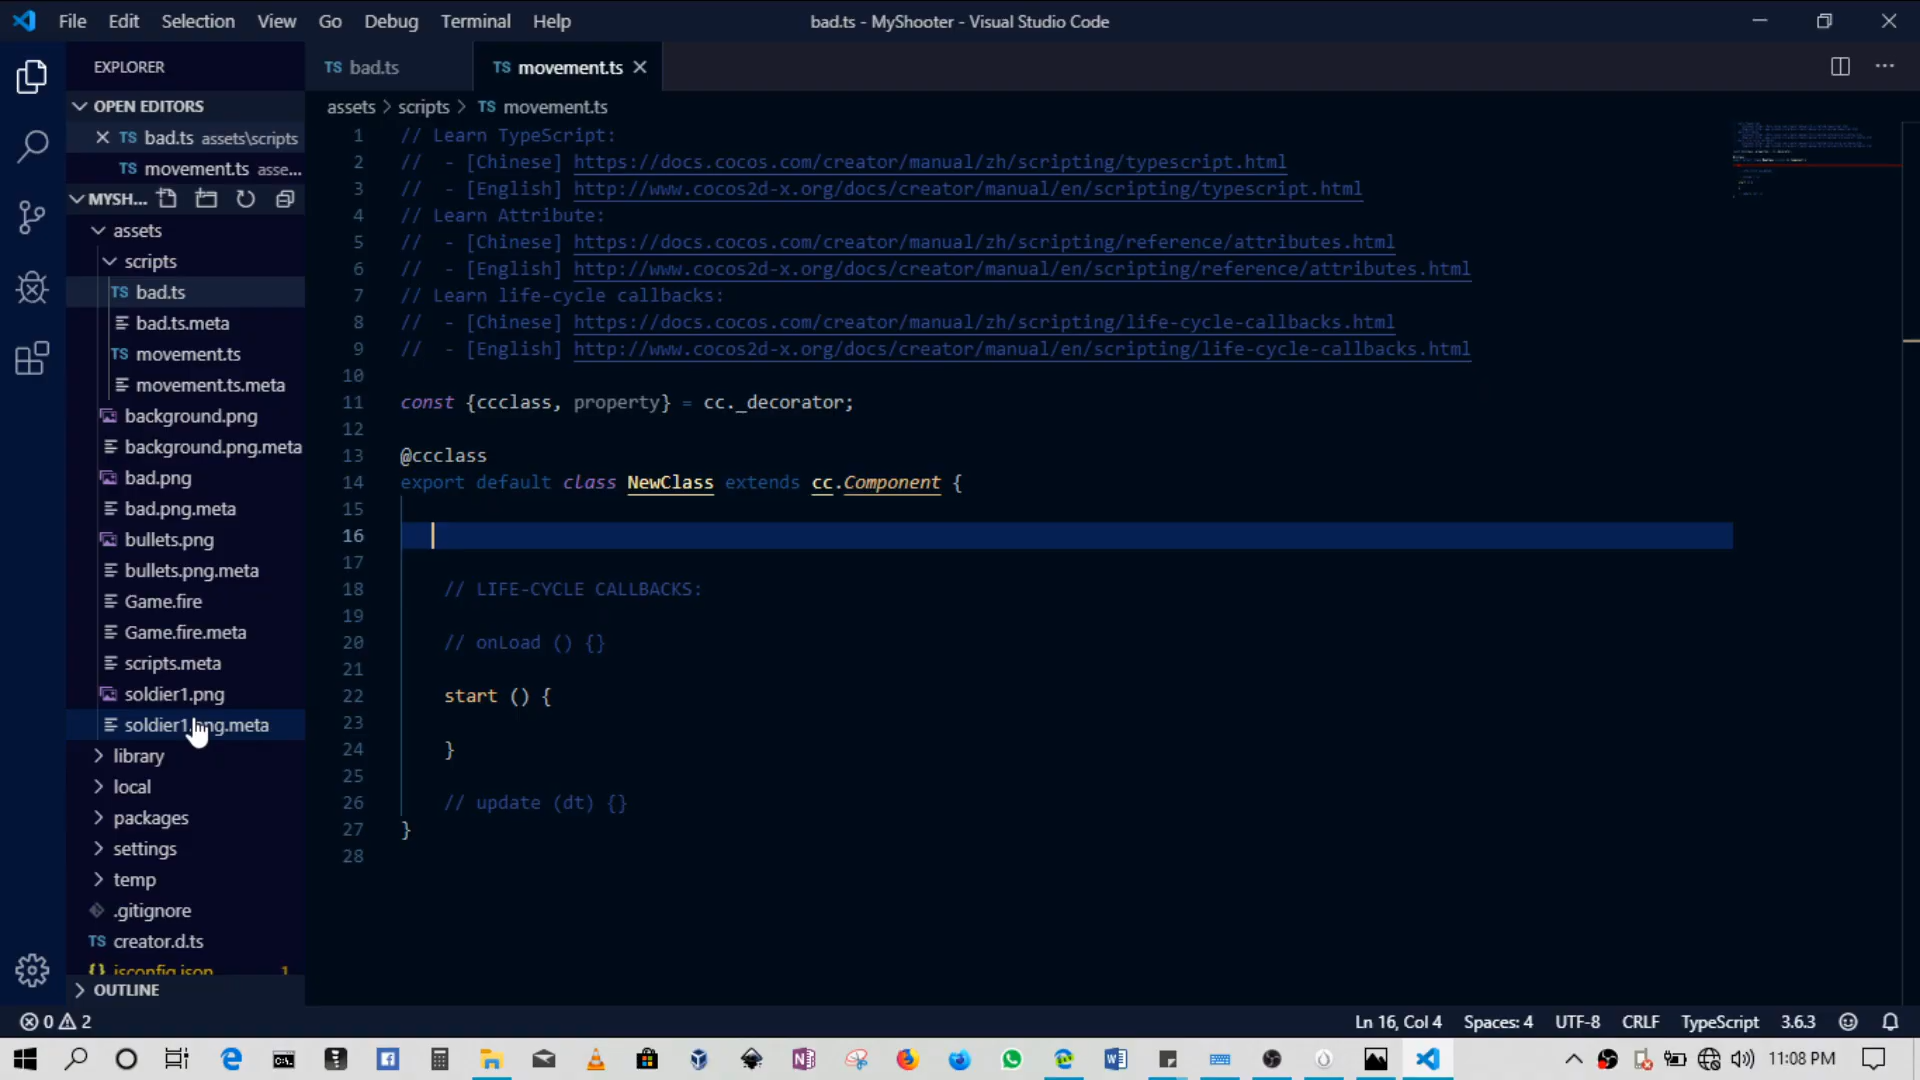 File Edit Selection View Go Debug Terminal Help bad.ts - MyShooter - Visual Studio Code
EXPLORER
OPEN EDITORS
TS bad.ts assets\scripts
TS movement.ts asse...
MYSH...
assets
scripts
TS bad.ts
bad.ts.meta
TS movement.ts
movement.ts.meta
background.png
background.png.meta
bad.png
bad.png.meta
bullets.png
bullets.png.meta
Game.fire
Game.fire.meta
scripts.meta
soldier1.png
soldier1.png.meta
library
local
packages
settings
temp
.gitignore
TS creator.d.ts
{} jsconfig.json 1
OUTLINE
TS bad.ts
TS movement.ts
assets > scripts > TS movement.ts
1 // Learn TypeScript:
2 //  - [Chinese] https://docs.cocos.com/creator/manual/zh/scripting/typescript.html
3 //  - [English] http://www.cocos2d-x.org/docs/creator/manual/en/scripting/typescript.html
4 // Learn Attribute:
5 //  - [Chinese] https://docs.cocos.com/creator/manual/zh/scripting/reference/attributes.html
6 //  - [English] http://www.cocos2d-x.org/docs/creator/manual/en/scripting/reference/attributes.html
7 // Learn life-cycle callbacks:
8 //  - [Chinese] https://docs.cocos.com/creator/manual/zh/scripting/life-cycle-callbacks.html
9 //  - [English] http://www.cocos2d-x.org/docs/creator/manual/en/scripting/life-cycle-callbacks.html
10
11 const {ccclass, property} = cc._decorator;
12
13 @ccclass
14 export default class NewClass extends cc.Component {
15
16
17
18     // LIFE-CYCLE CALLBACKS:
19
20     // onLoad () {}
21
22     start () {
23
24     }
25
26     // update (dt) {}
27 }
28
0 2 Ln 16, Col 4 Spaces: 4 UTF-8 CRLF TypeScript 3.6.3
11:08 PM